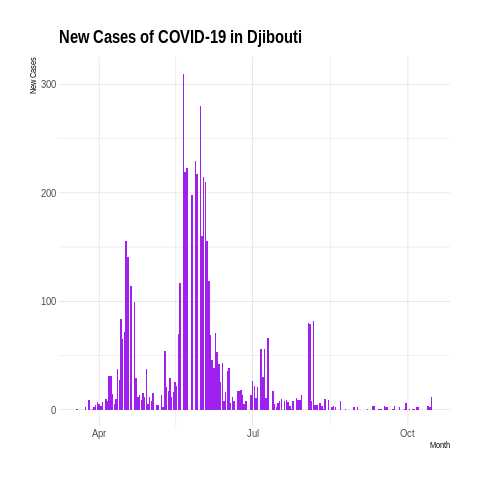 New Cases of COVID-19 in Djibouti
New Cases
300
200
100
0
Apr
Jul
Oct
Month